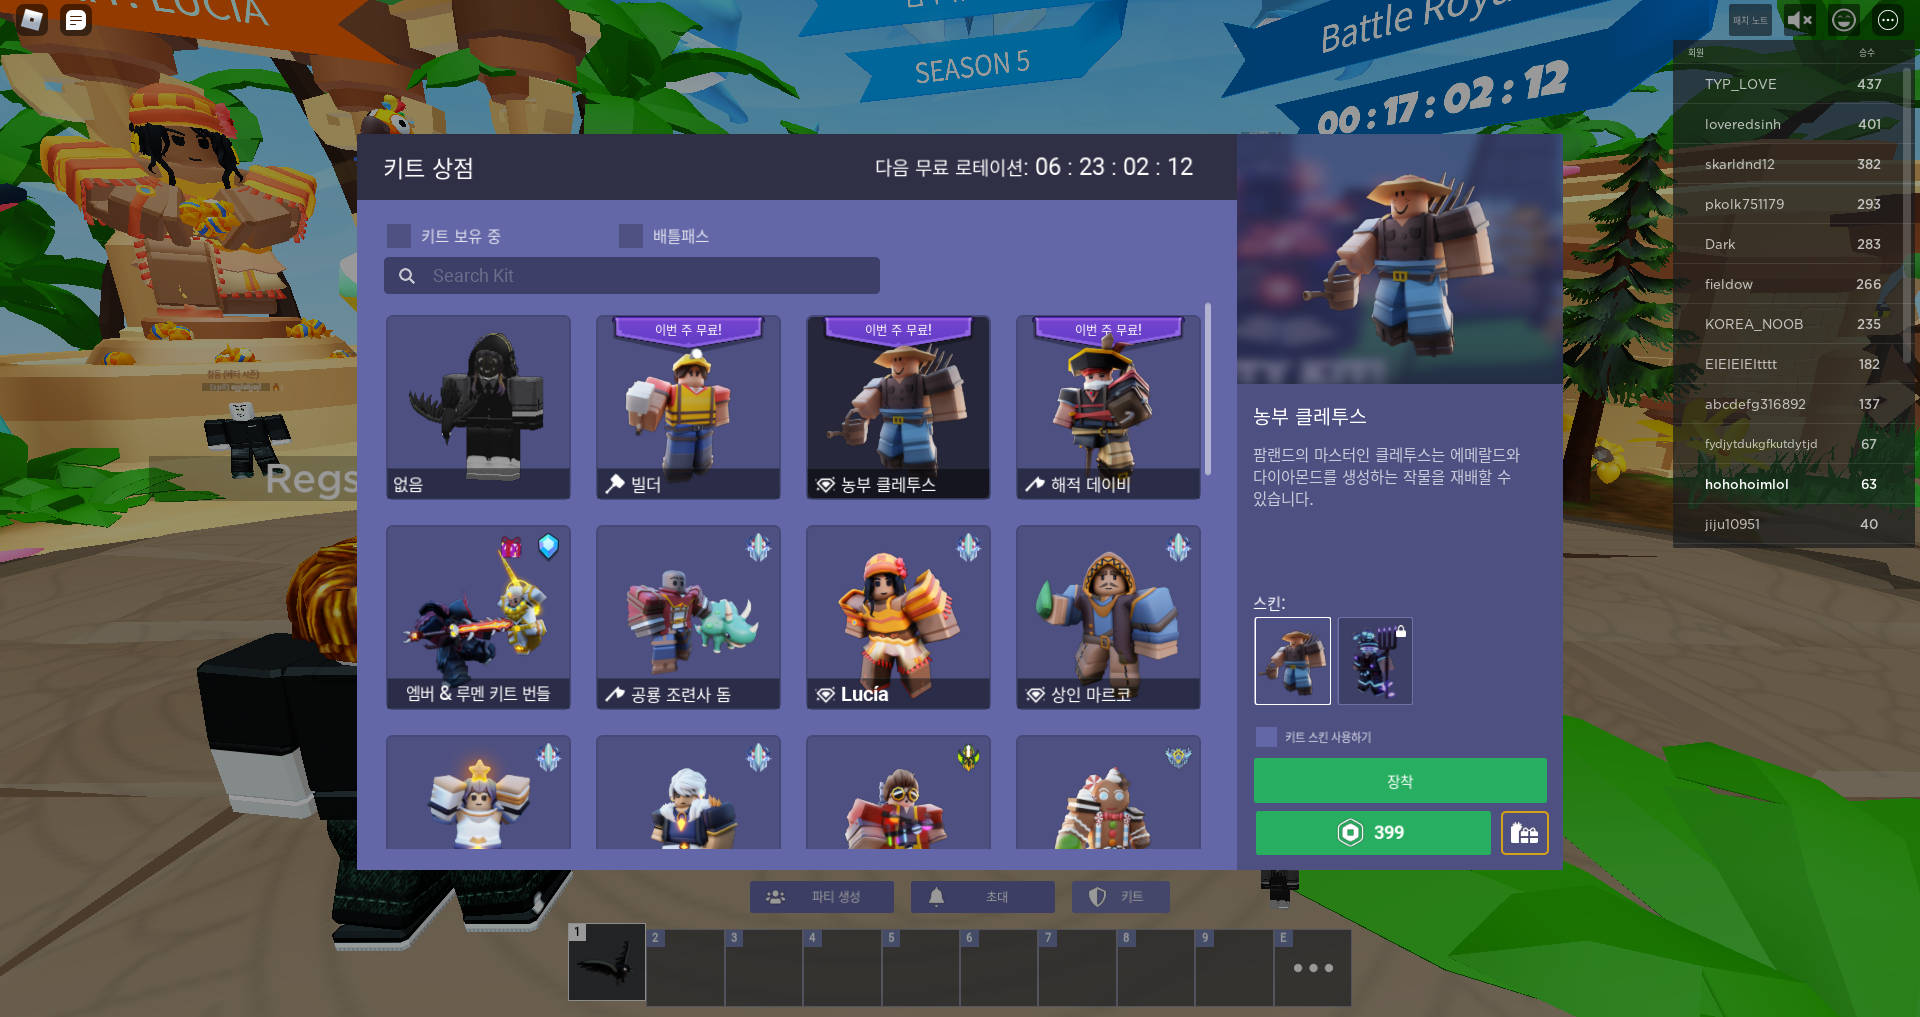 LUCIA
SEASON 5
Battle Roya
00 : 17 : 02 : 12
패치 노트
회원 승수
TYP_LOVE 437
loveredsinh 401
skarldnd12 382
pkolk751179 293
Dark 283
fieldow 266
KOREA_NOOB 235
EIEIEIEItttt 182
abcdefg316892 137
fydjytdukgfkutdytjd 67
hohohoimlol 63
jiju10951 40
키트 상점
다음 무료 로테이션: 06 : 23 : 02 : 12
키트 보유 중
배틀패스
Search Kit
없음
이번 주 무료!
빌더
이번 주 무료!
농부 클레투스
이번 주 무료!
해적 데이비
엠버 & 루멘 키트 번들
공룡 조련사 돔
Lucía
상인 마르코
Regs
농부 클레투스
팜랜드의 마스터인 클레투스는 에메랄드와
다이아몬드를 생성하는 작물을 재배할 수
있습니다.
스킨:
키트 스킨 사용하기
장착
399
파티 생성
초대
키트
1
2
3
4
5
6
7
8
9
E